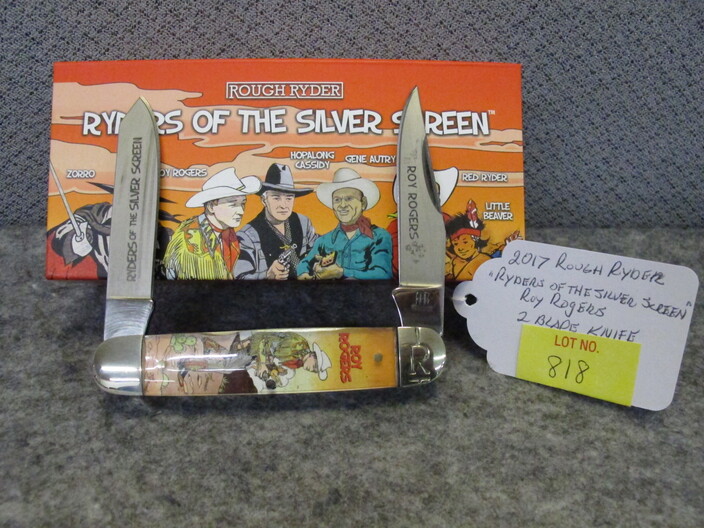 ROUGH RYDER
RYDERS OF THE SILVER SCREEN™
ZORRO
ROY ROGERS
HOPALONG CASSIDY
GENE AUTRY
RED RYDER
LITTLE BEAVER
RYDERS OF THE SILVER SCREEN
ROY ROGERS
RR
R
ROY
ROGERS
2017 ROUGH RYDER
"RYDERS OF THE SILVER SCREEN"
ROY ROGERS
2 BLADE KNIFE
LOT NO.
818